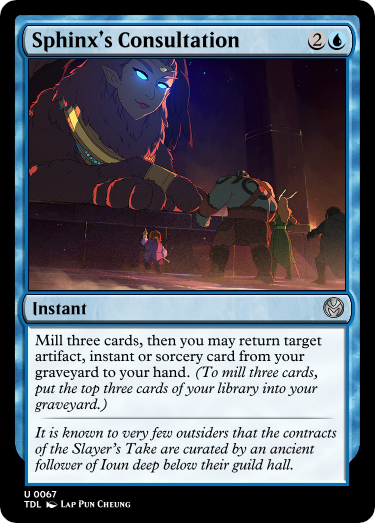 Sphinx's Consultation 2
Instant
Mill three cards, then you may return target
artifact, instant or sorcery card from your
graveyard to your hand. (To mill three cards,
put the top three cards of your library into your
graveyard.)
It is known to very few outsiders that the contracts
of the Slayer's Take are curated by an ancient
follower of Ioun deep below their guild hall.
U 0067
TDL Lap Pun Cheung